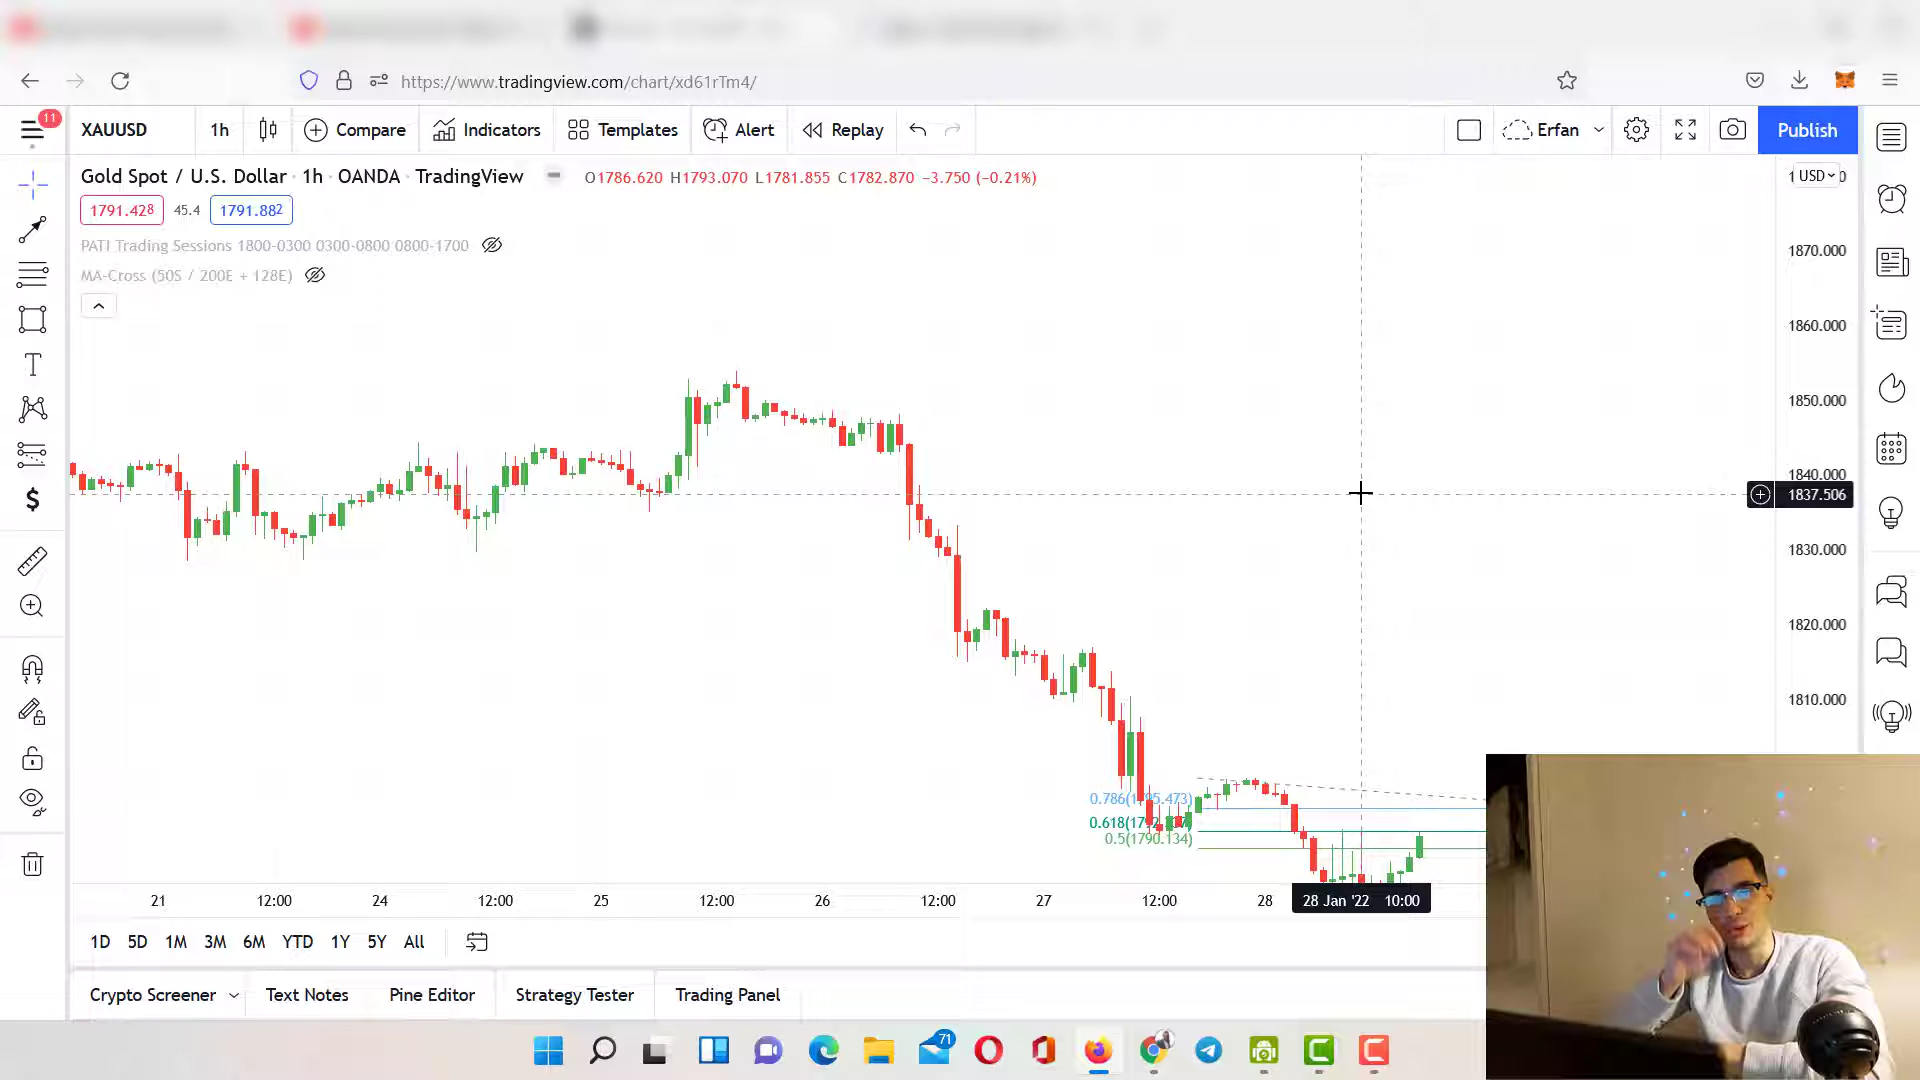 https://www.tradingview.com/chart/xd61rTm4/
11
XAUUSD
1h
Compare
Indicators
Templates
Alert
Replay
Erfan
Publish
Gold Spot / U.S. Dollar · 1h · OANDA · TradingView
O1786.620 H1793.070 L1781.855 C1782.870 −3.750 (−0.21%)
USD
1791.428
45.4
1791.882
PATI Trading Sessions 1800-0300 0300-0800 0800-1700
MA-Cross (50S / 200E + 128E)
1870.000
1860.000
1850.000
1840.000
1837.506
1830.000
1820.000
1810.000
0.786(1795.473)
0.618(1792
0.5(1790.134)
21
12:00
24
12:00
25
12:00
26
12:00
27
12:00
28
28 Jan '22 10:00
1D
5D
1M
3M
6M
YTD
1Y
5Y
All
Crypto Screener
Text Notes
Pine Editor
Strategy Tester
Trading Panel
71